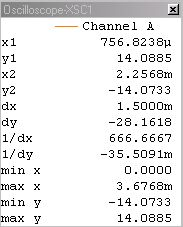 Oscilloscope-XSC1
Channel A
x1 756.8238µ
y1 14.0885
x2 2.2568m
y2 -14.0733
dx 1.5000m
dy -28.1618
1/dx 666.6667
1/dy -35.5091m
min x 0.0000
max x 3.6768m
min y -14.0733
max y 14.0885